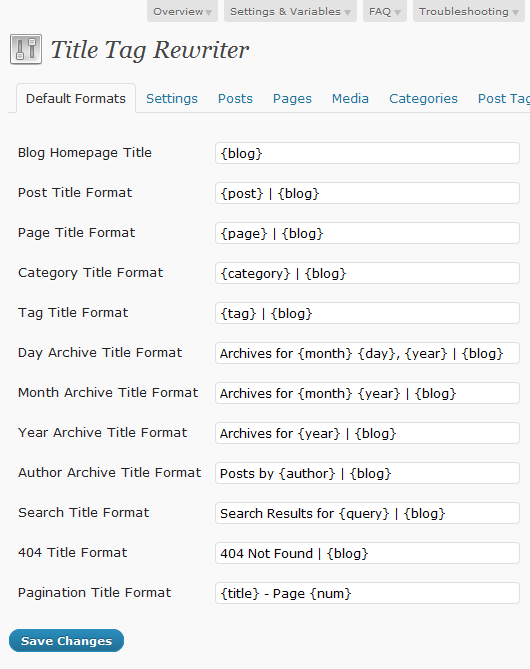 Overview Settings & Variables FAQ Troubleshooting
Title Tag Rewriter
Default Formats Settings Posts Pages Media Categories Post Tag
Blog Homepage Title {blog}
Post Title Format {post} | {blog}
Page Title Format {page} | {blog}
Category Title Format {category} | {blog}
Tag Title Format {tag} | {blog}
Day Archive Title Format Archives for {month} {day}, {year} | {blog}
Month Archive Title Format Archives for {month} {year} | {blog}
Year Archive Title Format Archives for {year} | {blog}
Author Archive Title Format Posts by {author} | {blog}
Search Title Format Search Results for {query} | {blog}
404 Title Format 404 Not Found | {blog}
Pagination Title Format {title} - Page {num}
Save Changes